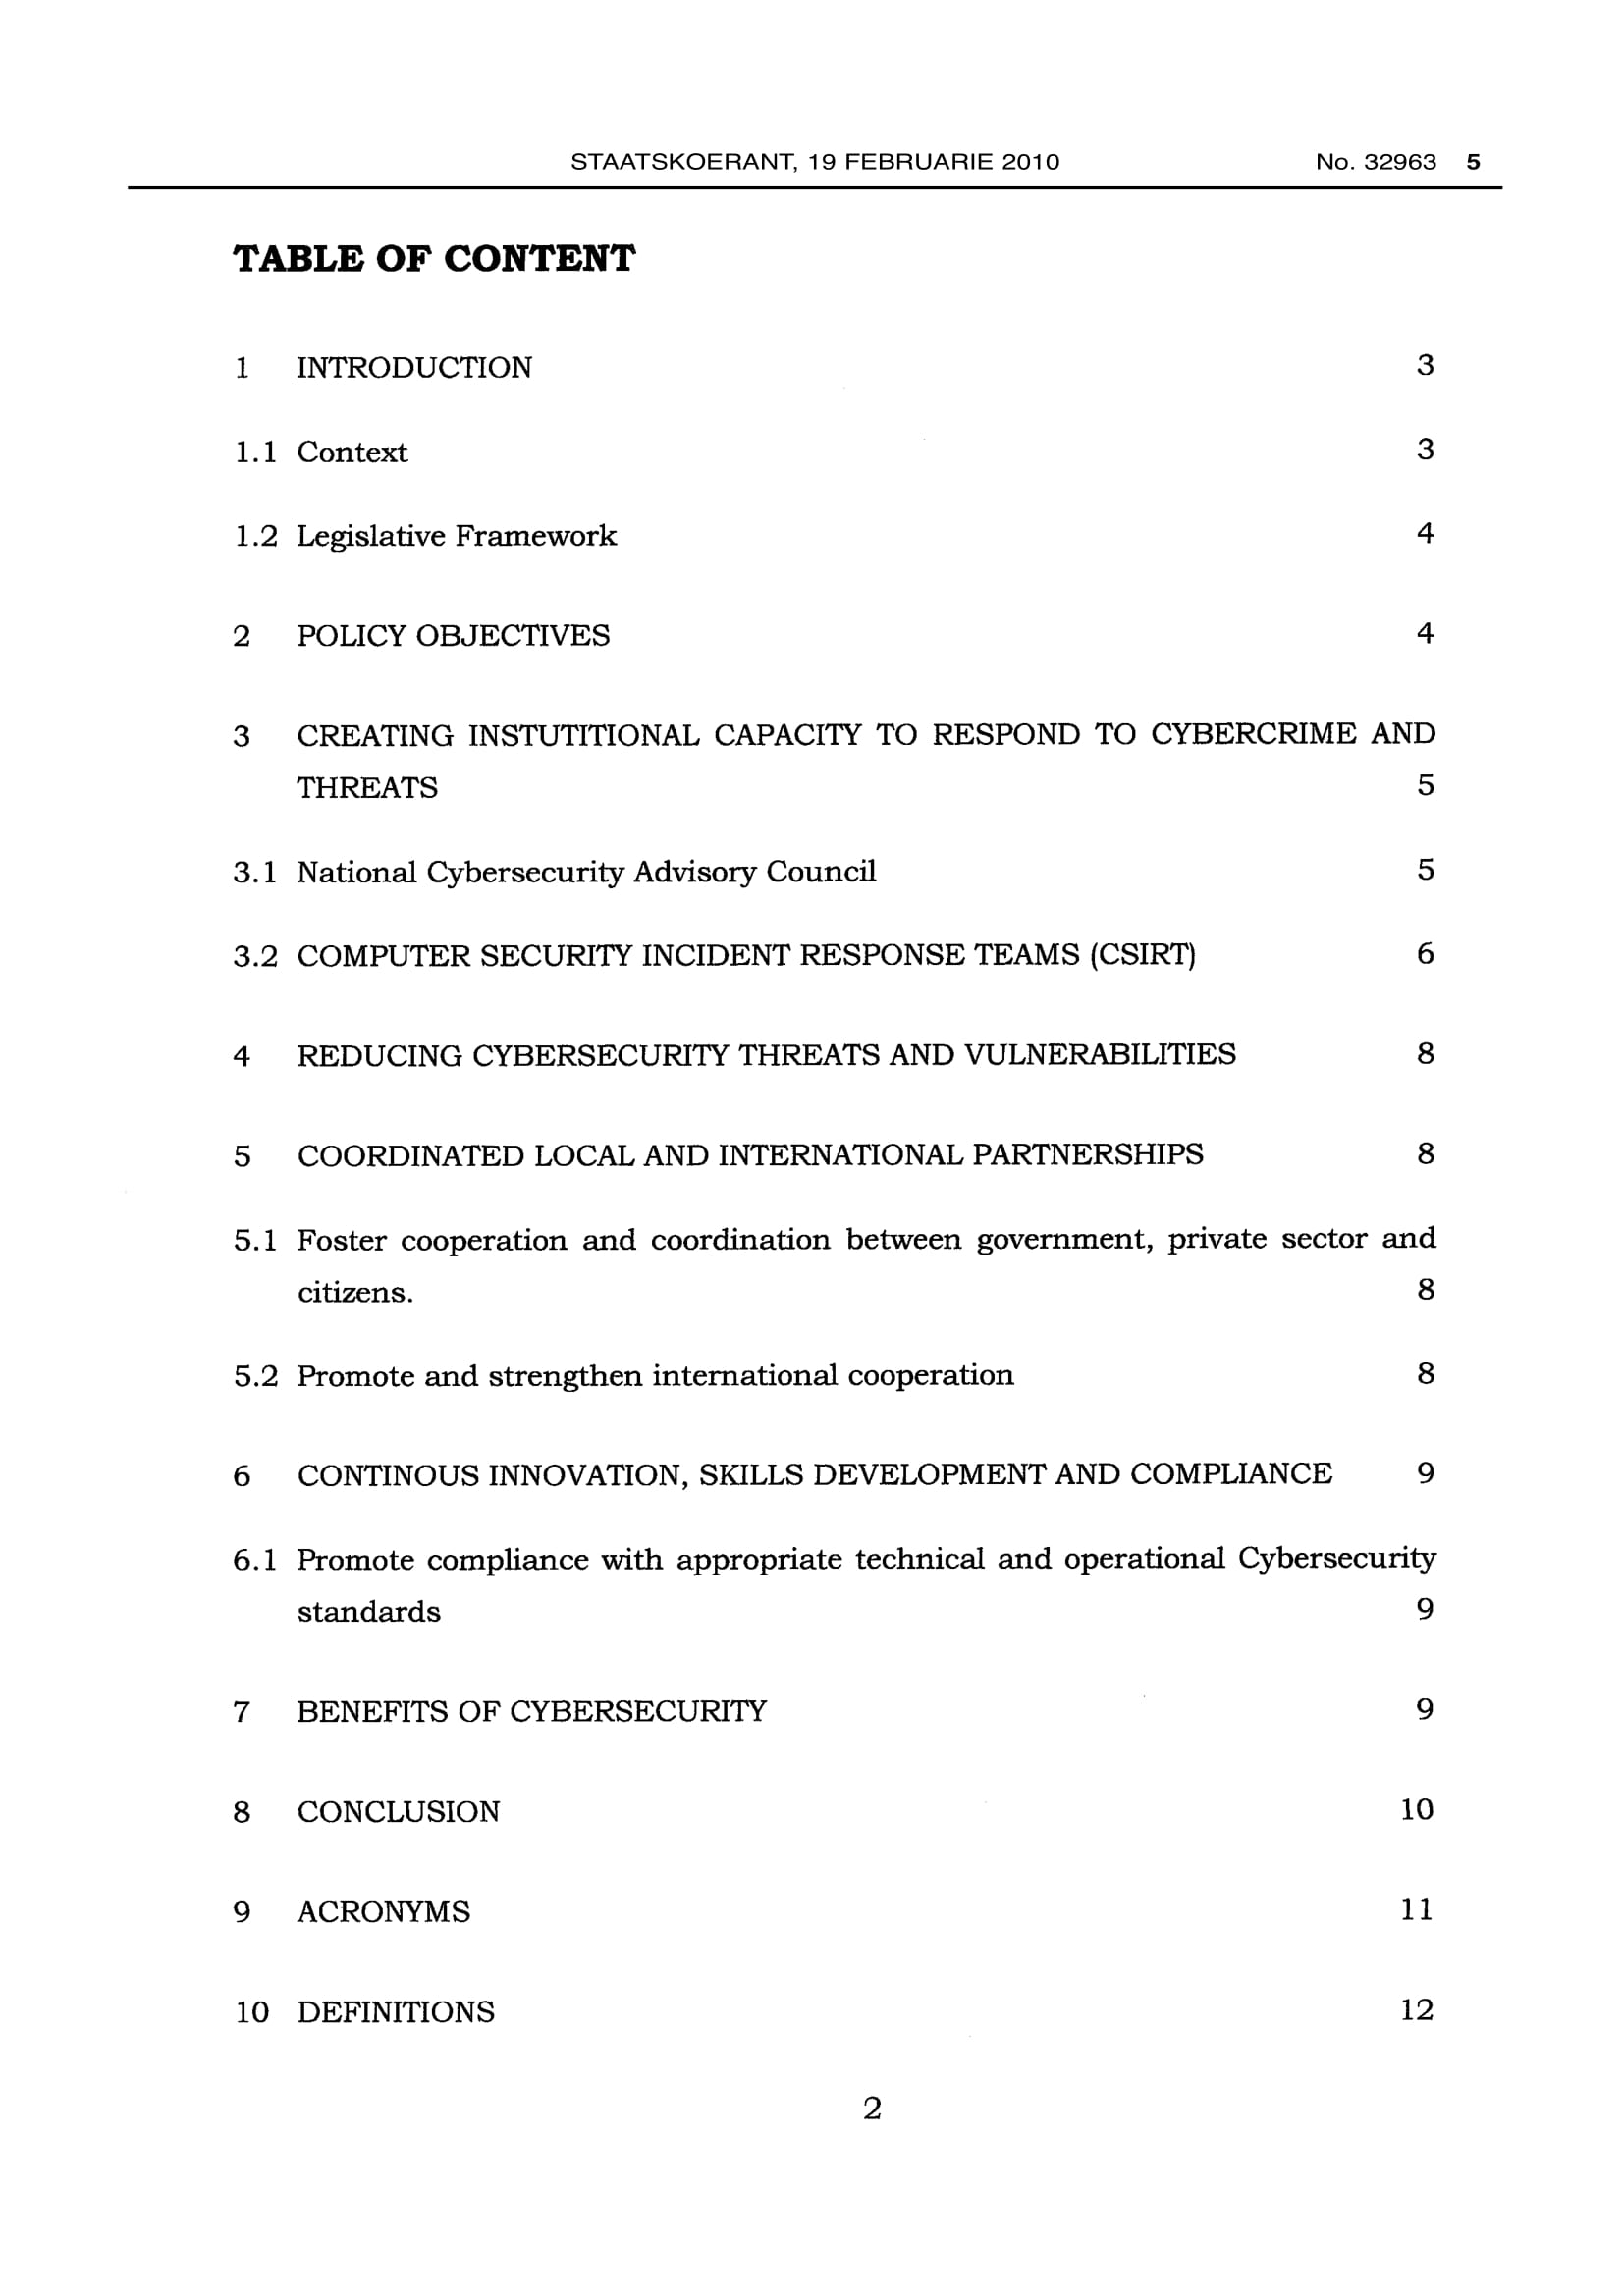 STAATSKOERANT, 19 FEBRUARIE 2010 No. 32963 5
TABLE OF CONTENT
1 INTRODUCTION 3
1.1 Context 3
1.2 Legislative Framework 4
2 POLICY OBJECTIVES 4
3 CREATING INSTUTITIONAL CAPACITY TO RESPOND TO CYBERCRIME AND
THREATS 5
3.1 National Cybersecurity Advisory Council 5
3.2 COMPUTER SECURITY INCIDENT RESPONSE TEAMS (CSIRT) 6
4 REDUCING CYBERSECURITY THREATS AND VULNERABILITIES 8
5 COORDINATED LOCAL AND INTERNATIONAL PARTNERSHIPS 8
5.1 Foster cooperation and coordination between government, private sector and
citizens. 8
5.2 Promote and strengthen international cooperation 8
6 CONTINOUS INNOVATION, SKILLS DEVELOPMENT AND COMPLIANCE 9
6.1 Promote compliance with appropriate technical and operational Cybersecurity
standards 9
7 BENEFITS OF CYBERSECURITY 9
8 CONCLUSION 10
9 ACRONYMS 11
10 DEFINITIONS 12
2